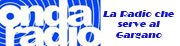 onda
radio
La Radio che
serve al
Gargano